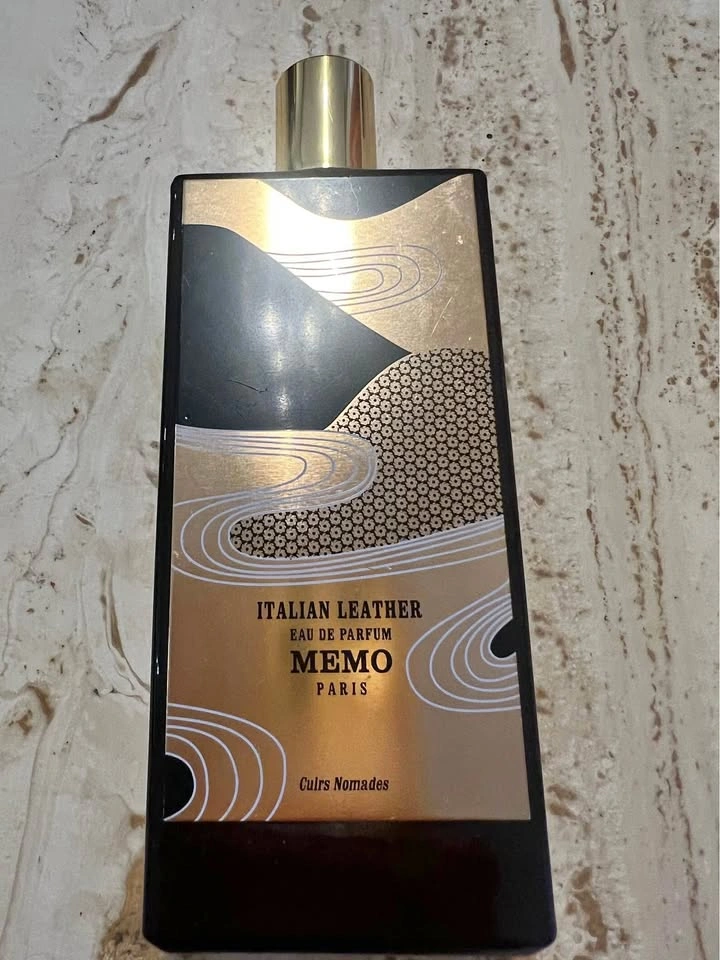 ITALIAN LEATHER
EAU DE PARFUM
MEMO
PARIS
Cuirs Nomades